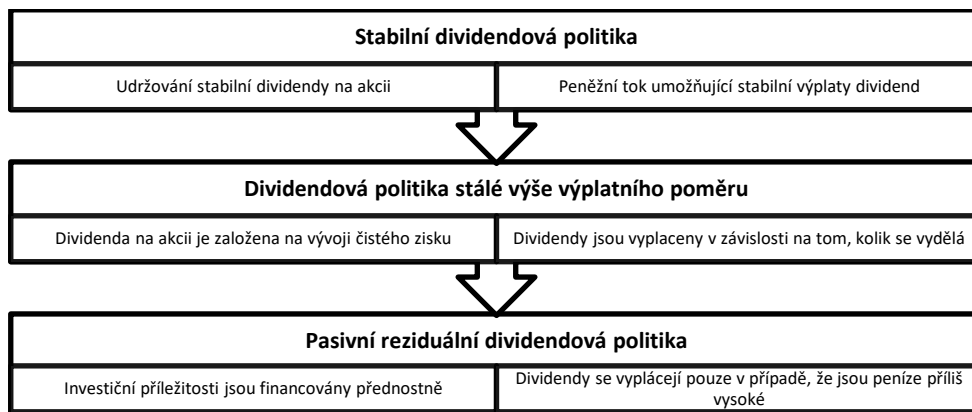 Stabilní dividendová politika
Udržování stabilní dividendy na akcii
Peněžní tok umožňující stabilní výplaty dividend
Dividendová politika stálé výše výplatního poměru
Dividenda na akcii je založena na vývoji čistého zisku
Dividendy jsou vyplaceny v závislosti na tom, kolik se vydělá
Pasivní reziduální dividendová politika
Investiční příležitosti jsou financovány přednostně
Dividendy se vyplácejí pouze v případě, že jsou peníze příliš
vysoké